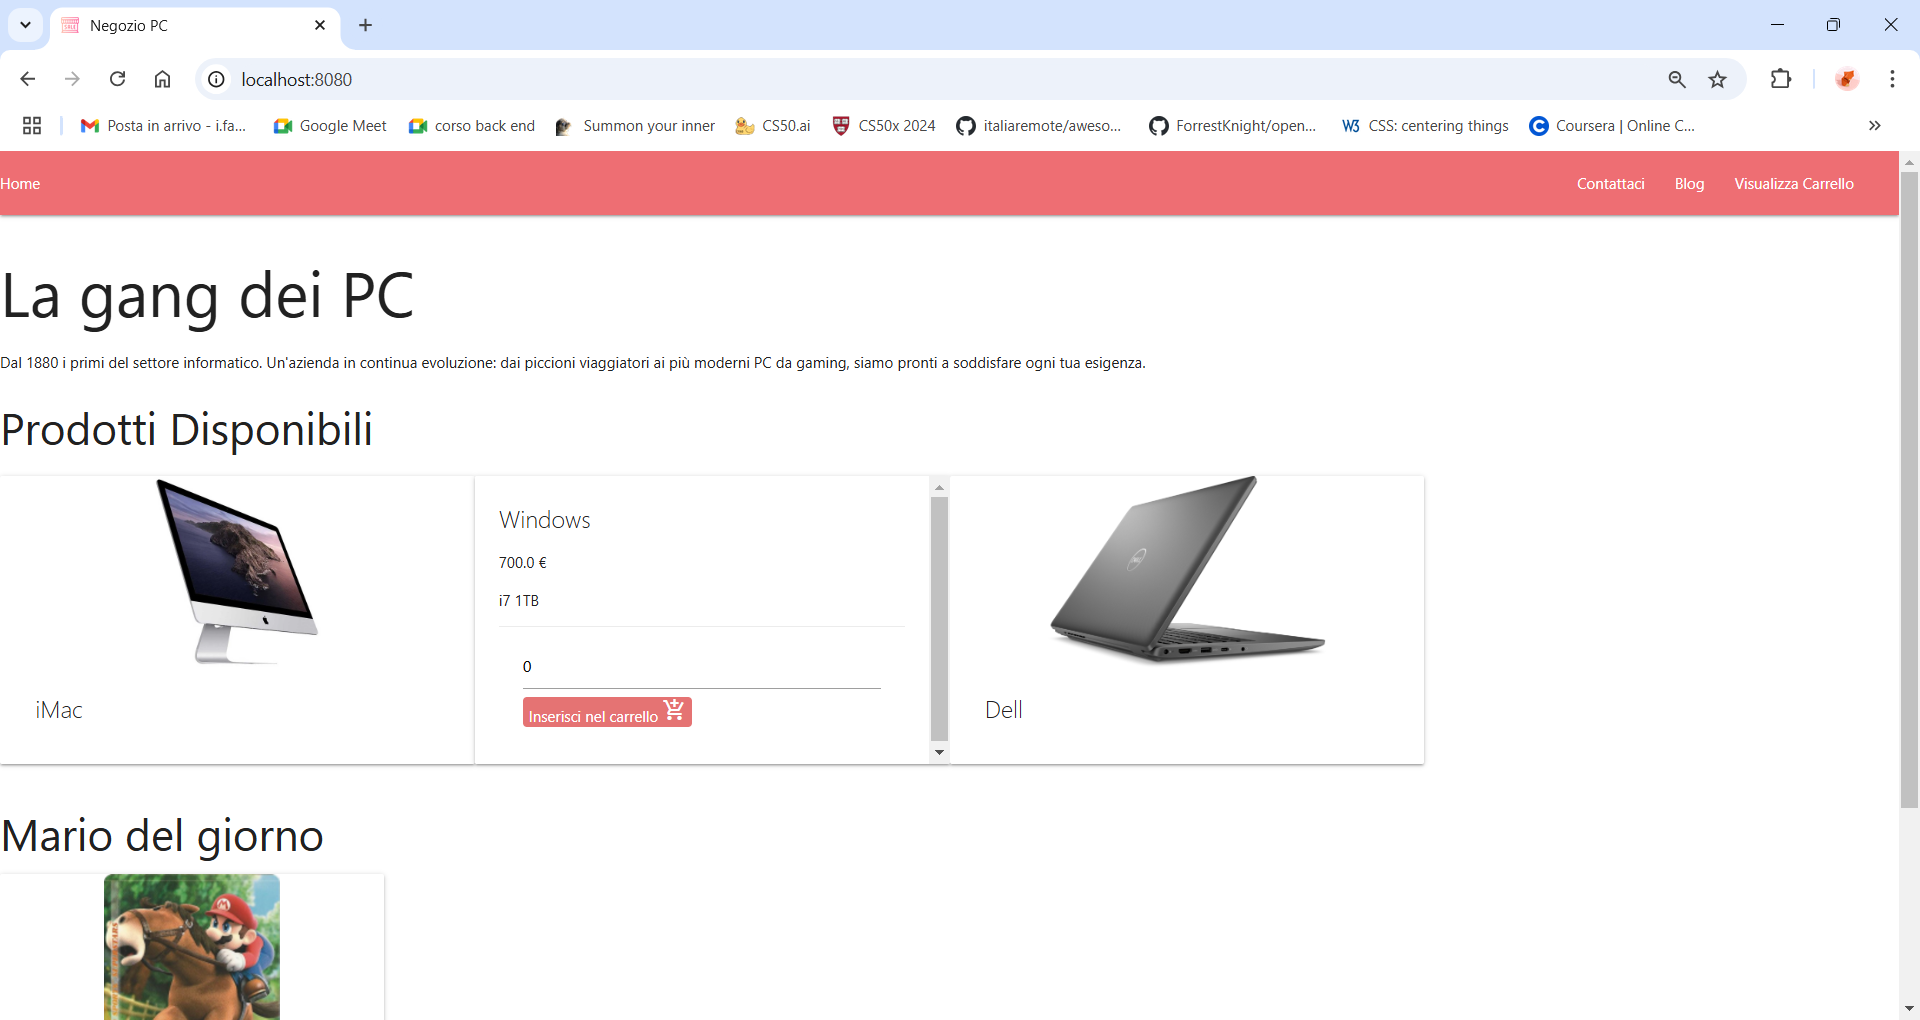 Negozio PC
localhost:8080
Posta in arrivo - i.fa...
Google Meet
corso back end
Summon your inner
CS50.ai
CS50x 2024
italiaremote/aweso...
ForrestKnight/open...
W3 CSS: centering things
Coursera | Online C...
Home
Contattaci
Blog
Visualizza Carrello
La gang dei PC
Dal 1880 i primi del settore informatico. Un'azienda in continua evoluzione: dai piccioni viaggiatori ai più moderni PC da gaming, siamo pronti a soddisfare ogni tua esigenza.
Prodotti Disponibili
iMac
Windows
700.0 €
i7 1TB
0
Inserisci nel carrello
DELL
Dell
Mario del giorno
M